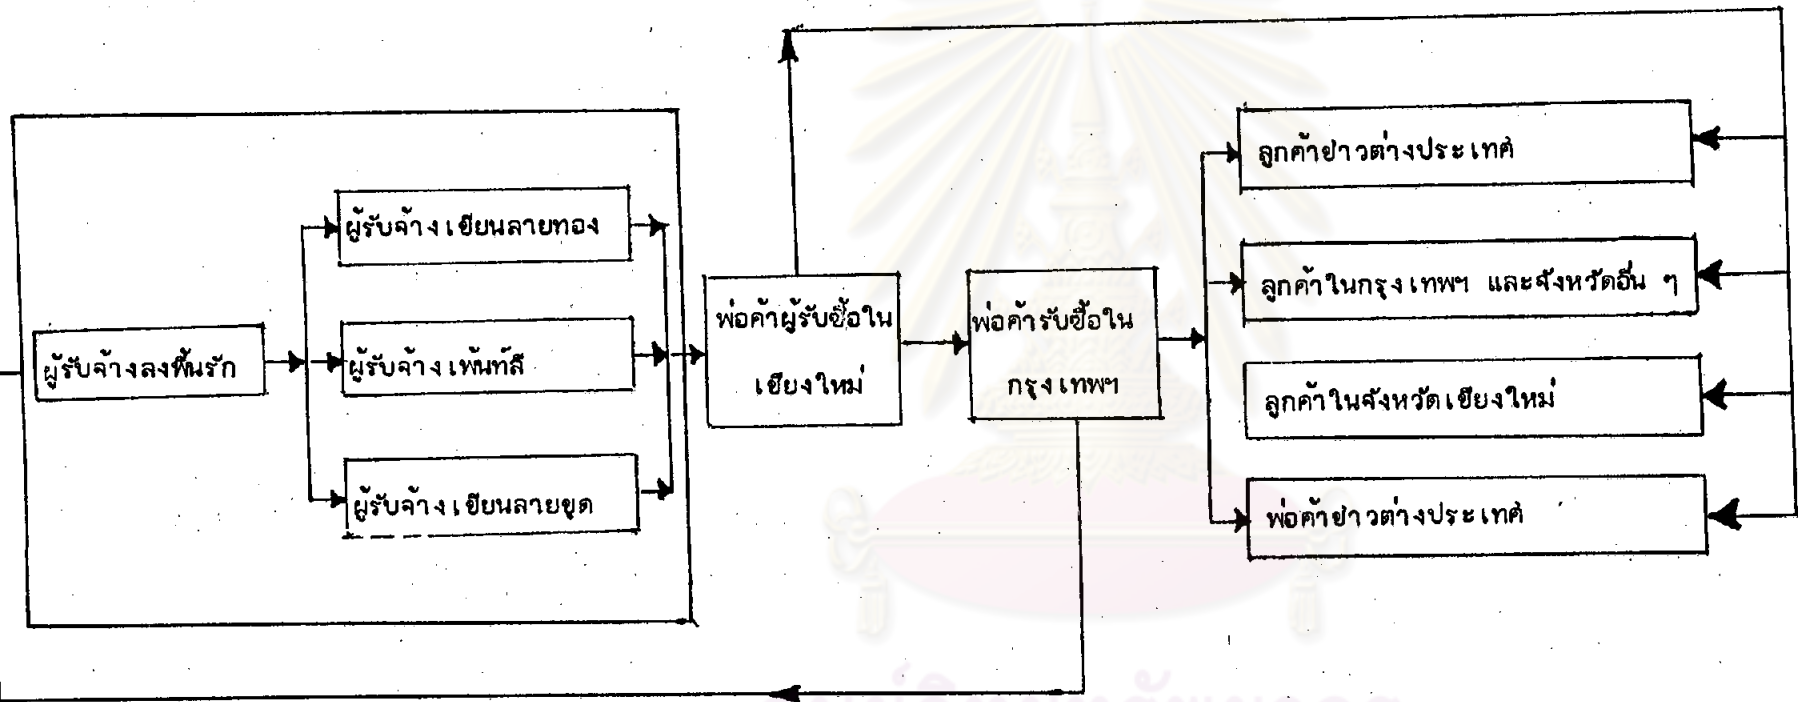 ผู้รับจ้างลงพื้นรัก
ผู้รับจ้างเขียนลายทอง
ผู้รับจ้างเพ้นท์สี
ผู้รับจ้างเขียนลายขูด
พ่อค้าผู้รับซื้อใน
เชียงใหม่
พ่อค้ารับซื้อใน
กรุงเทพฯ
ลูกค้าชาวต่างประเทศ
ลูกค้าในกรุงเทพฯ และจังหวัดอื่น ๆ
ลูกค้าในจังหวัดเชียงใหม่
พ่อค้าชาวต่างประเทศ